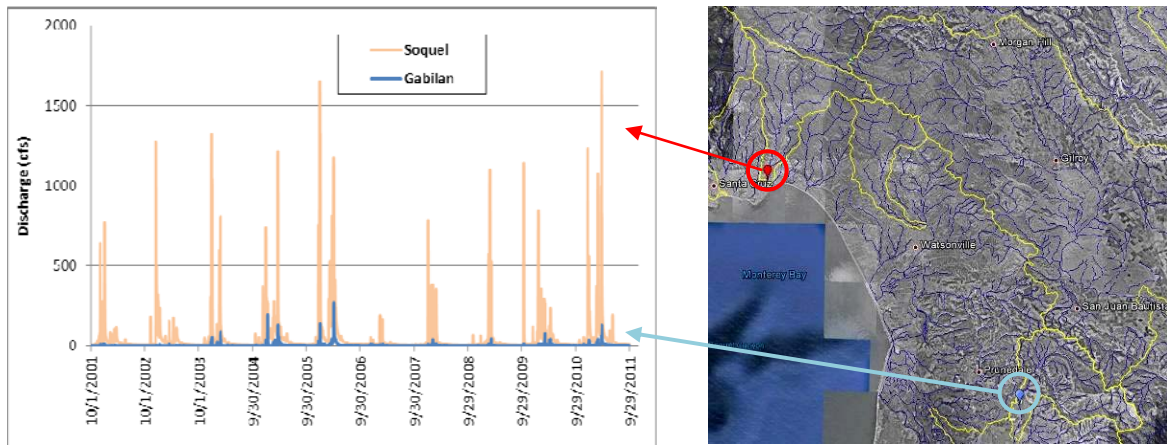 2000
1500
1000
500
0
Discharge (cfs)
Soquel
Gabilan
10/1/2001
10/1/2002
10/1/2003
9/30/2004
9/30/2005
9/30/2006
9/30/2007
9/29/2008
9/29/2009
9/29/2010
9/29/2011
Morgan Hill
Gilroy
Santa Cruz
Watsonville
Monterey Bay
San Juan Bautista
Prunedale